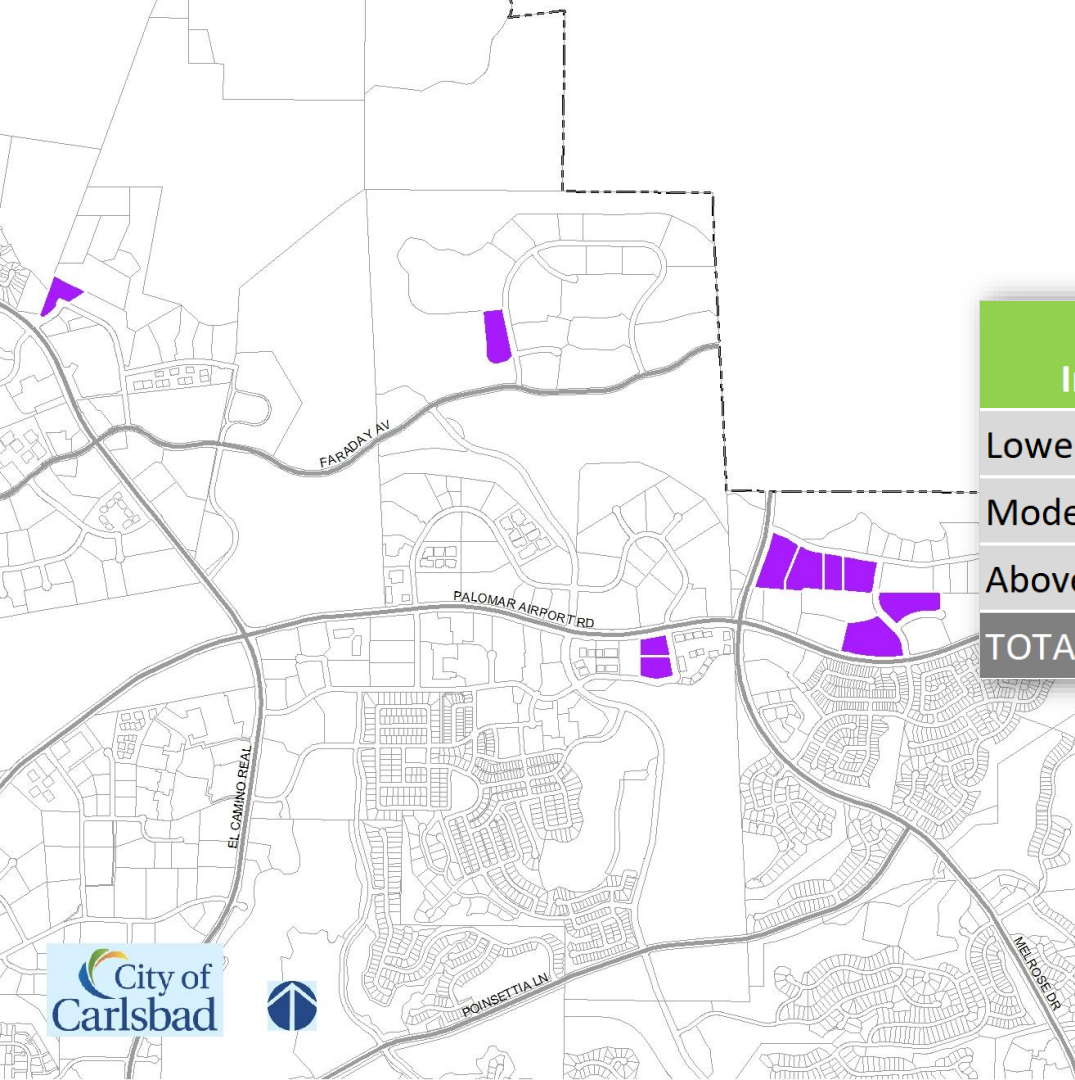 FARADAY AV
PALOMAR AIRPORT RD
EL CAMINO REAL
POINSETTIA LN
MELROSE DR
Lowe
Mode
Above
TOTA
City of
Carlsbad